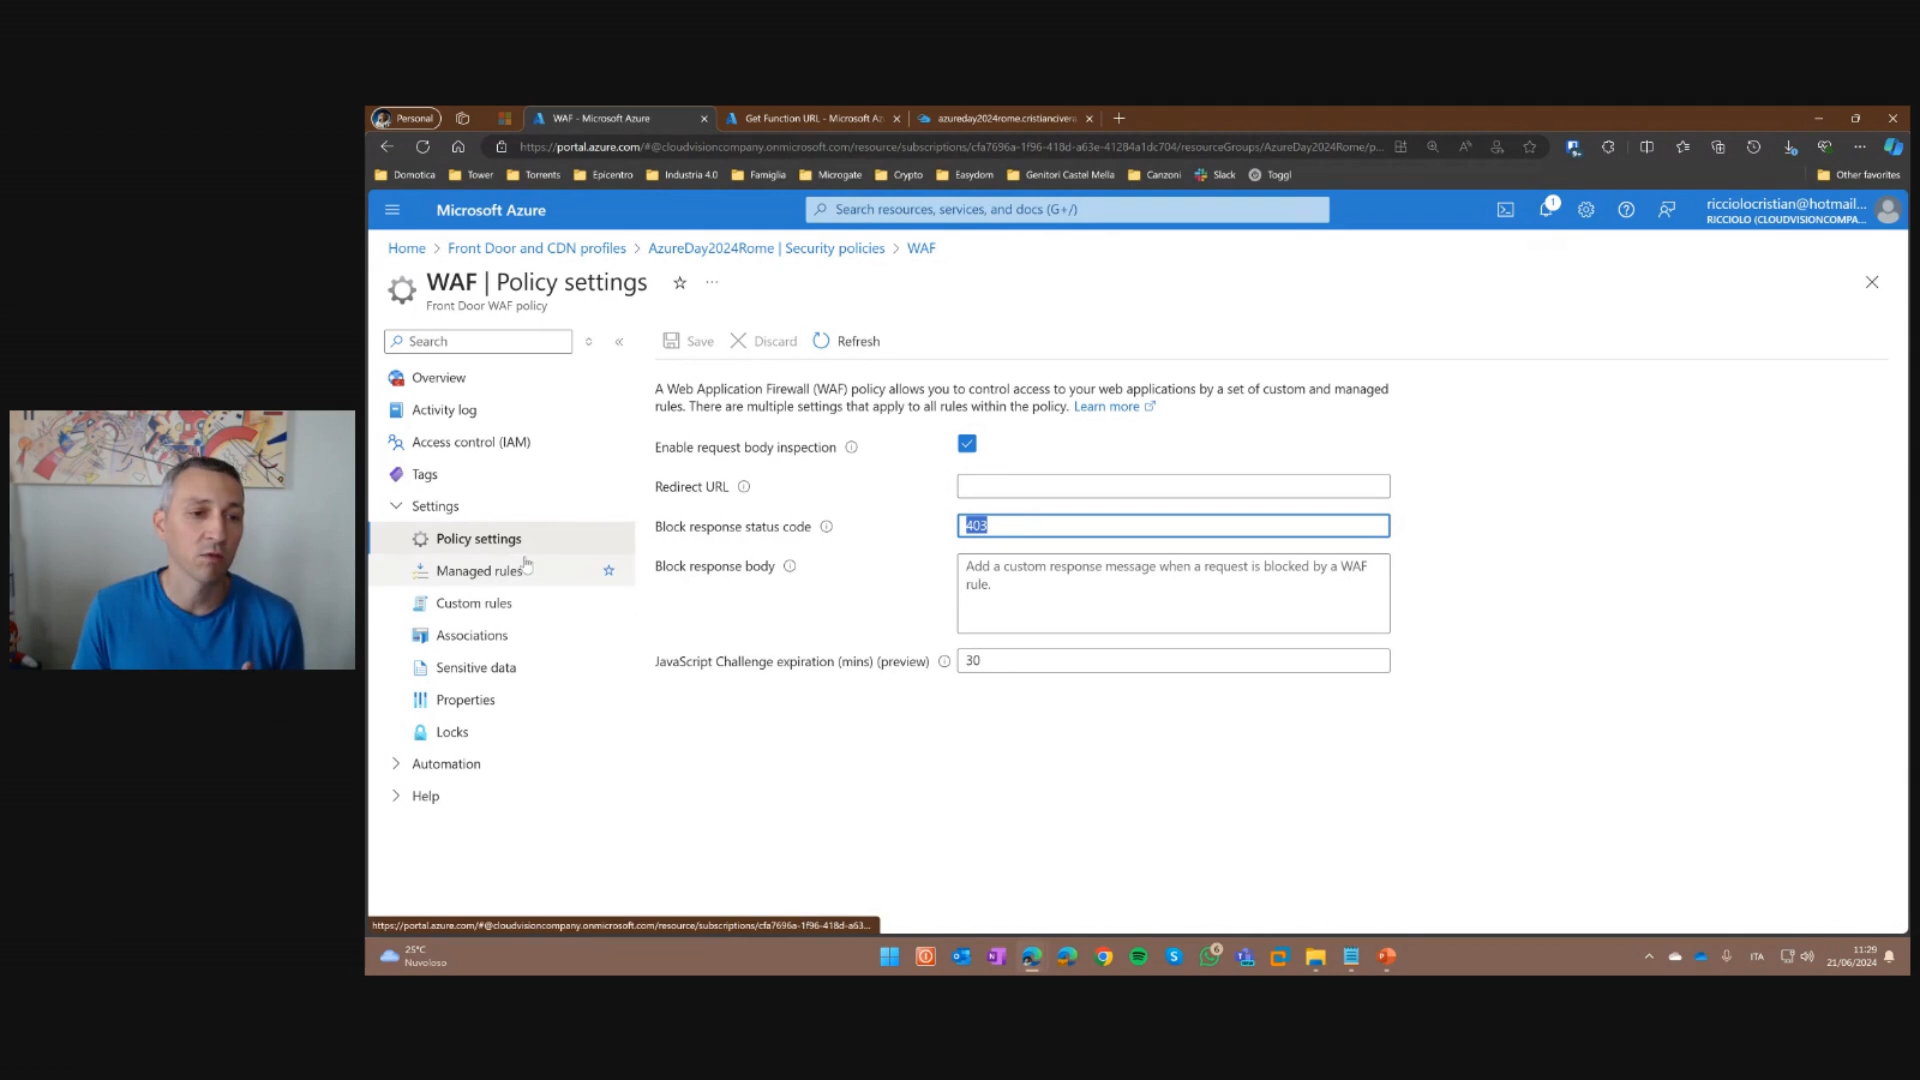 Personal
WAF - Microsoft Azure
Get Function URL - Microsoft Az
azureday2024rome.cristiancivera
https://portal.azure.com/#@cloudvisioncompany.onmicrosoft.com/resource/subscriptions/cfa7696a-1f96-418d-a63e-41284a1dc704/resourceGroups/AzureDay2024Rome/p...
Domotica
Tower
Torrents
Epicentro
Industria 4.0
Famiglia
Microgate
Crypto
Easydom
Genitori Castel Mella
Canzoni
Slack
Toggl
Other favorites
Microsoft Azure
Search resources, services, and docs (G+/)
1
ricciolocristian@hotmail...
RICCIOLO (CLOUDVISIONCOMPA...
Home > Front Door and CDN profiles > AzureDay2024Rome | Security policies > WAF
WAF | Policy settings
Front Door WAF policy
Search
Save
Discard
Refresh
Overview
Activity log
Access control (IAM)
Tags
Settings
Policy settings
Managed rules
Custom rules
Associations
Sensitive data
Properties
Locks
Automation
Help
A Web Application Firewall (WAF) policy allows you to control access to your web applications by a set of custom and managed
rules. There are multiple settings that apply to all rules within the policy. Learn more
Enable request body inspection
Redirect URL
Block response status code
403
Block response body
Add a custom response message when a request is blocked by a WAF
rule.
JavaScript Challenge expiration (mins) (preview)
30
https://portal.azure.com/#@cloudvisioncompany.onmicrosoft.com/resource/subscriptions/cfa7696a-1f96-418d-a63...
25°C
Nuvoloso
6
ITA
11:29
21/06/2024